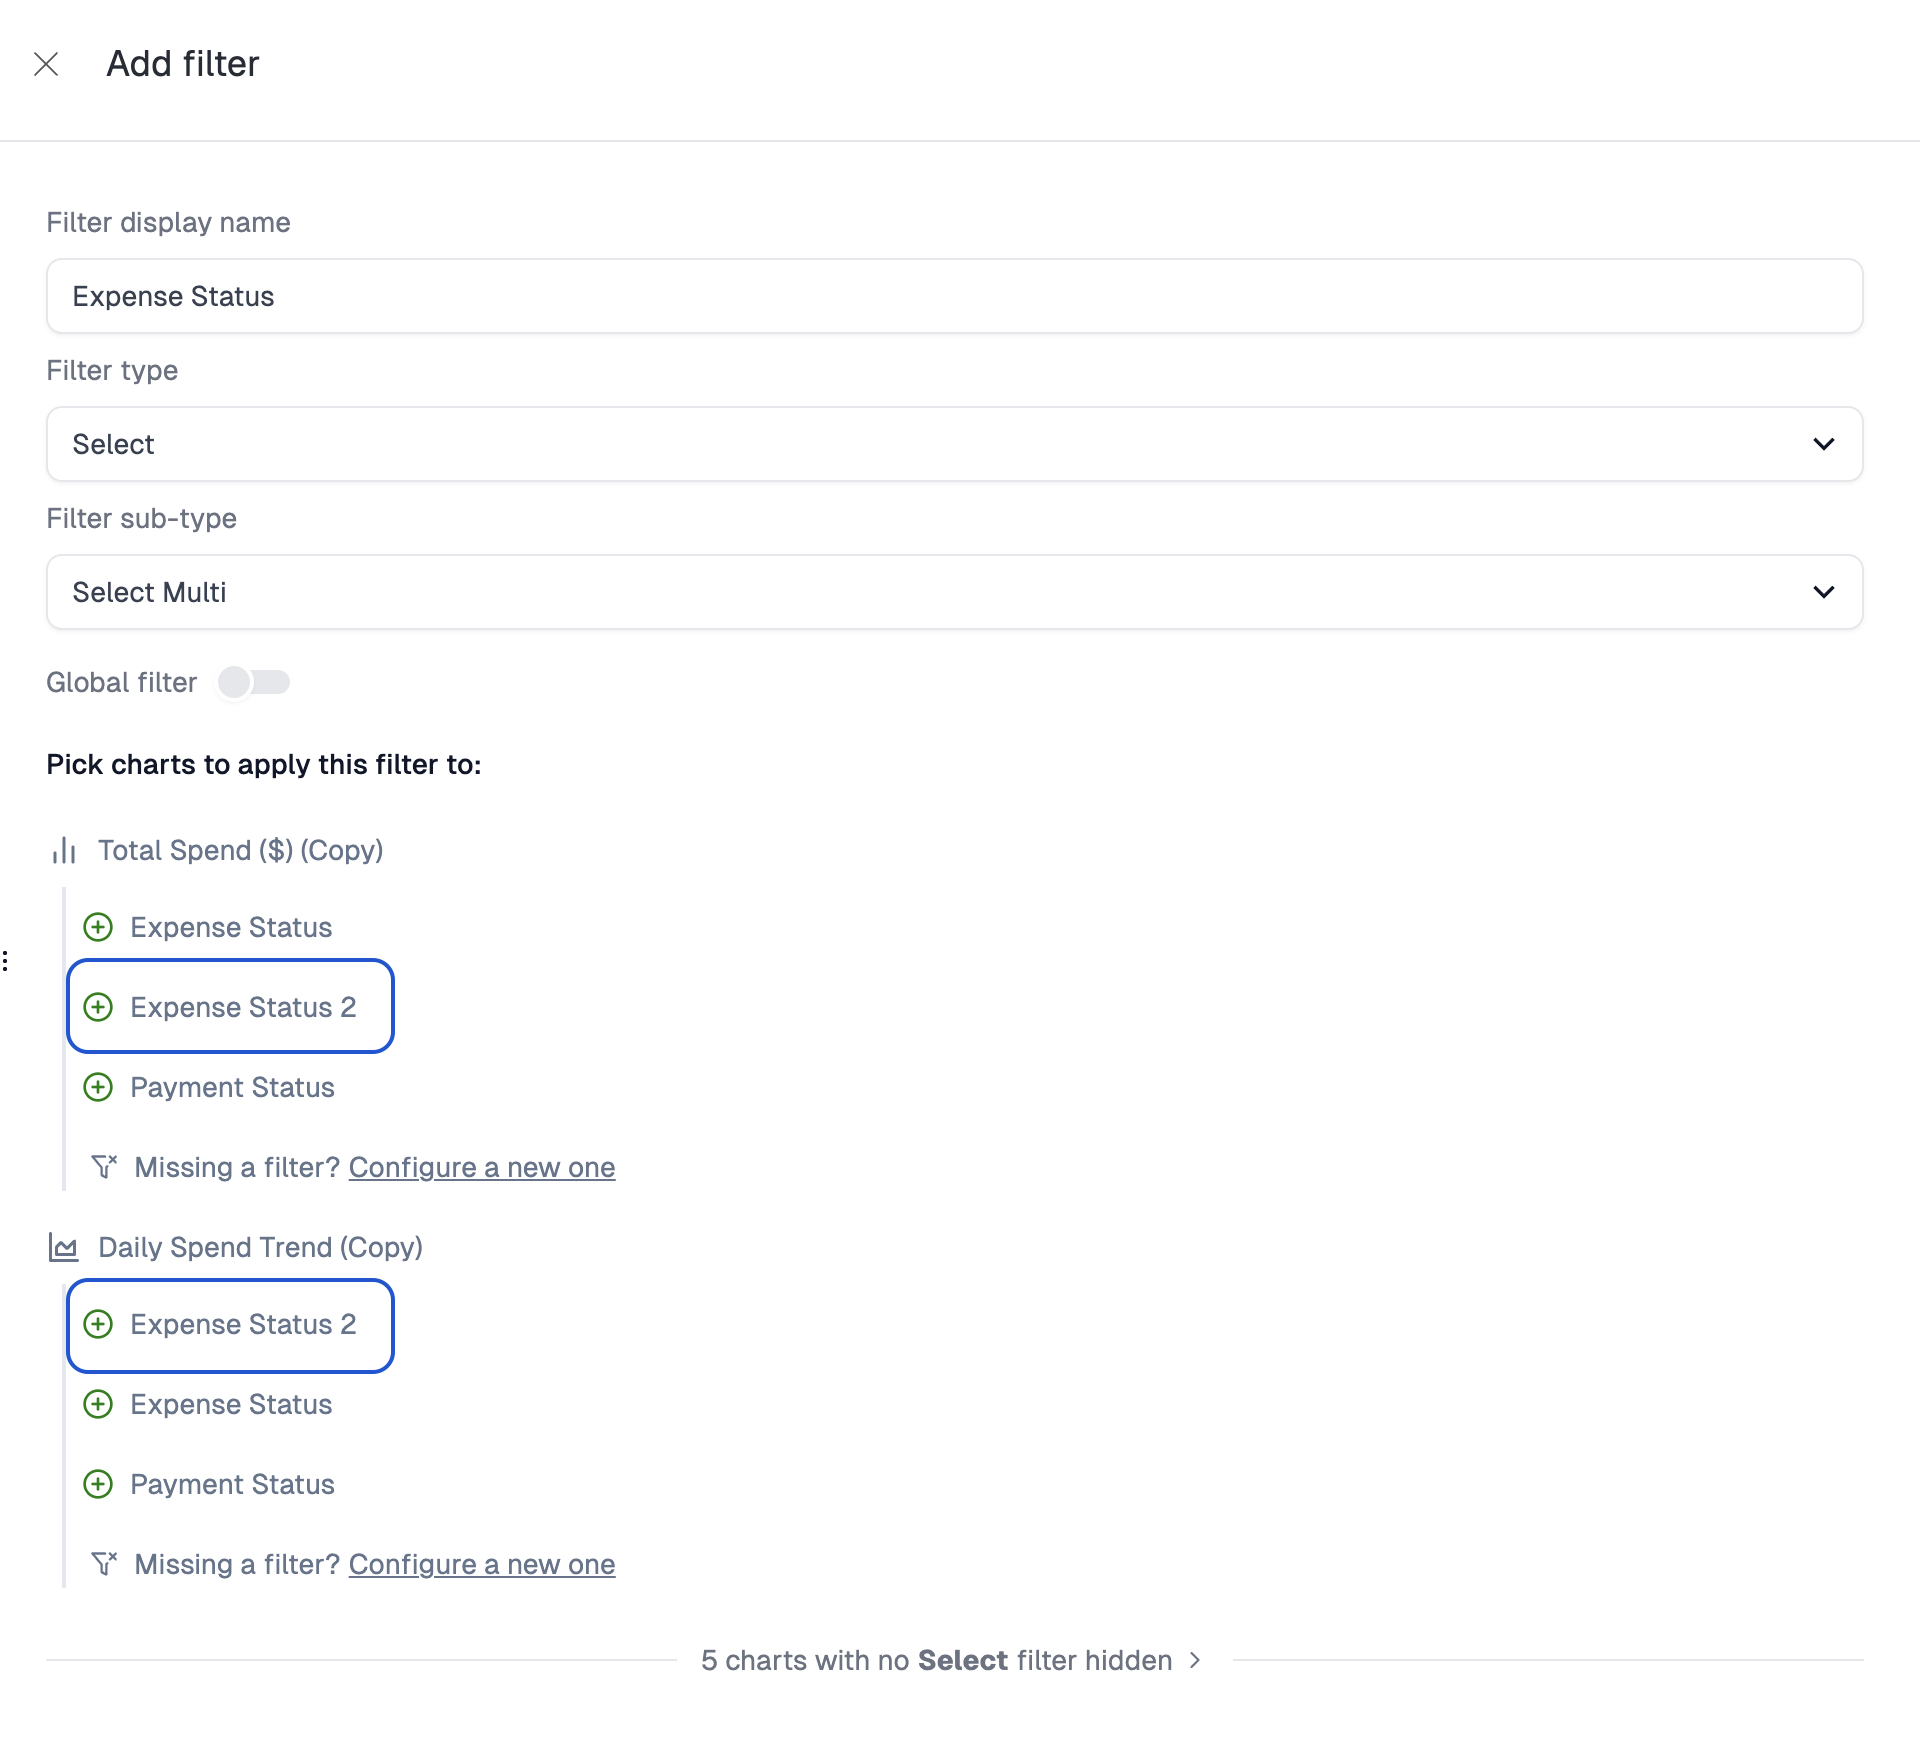 Add filter
Filter display name
Expense Status
Filter type
Select
Filter sub-type
Select Multi
Global filter
Pick charts to apply this filter to:
Total Spend ($) (Copy)
Expense Status
Expense Status 2
Payment Status
Missing a filter? Configure a new one
Daily Spend Trend (Copy)
Expense Status 2
Expense Status
Payment Status
Missing a filter? Configure a new one
5 charts with no Select filter hidden